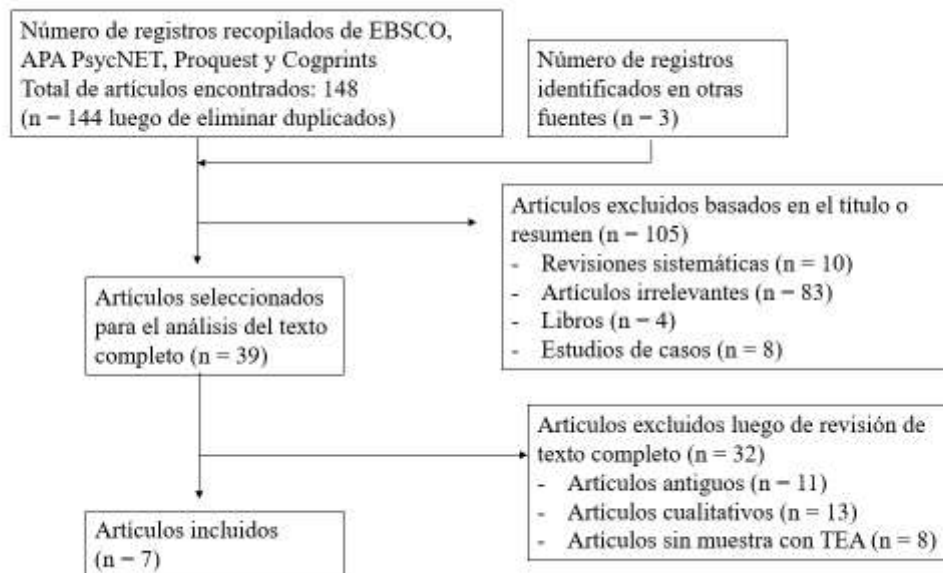 Número de registros recopilados de EBSCO,
APA PsycNET, Proquest y Cogprints
Total de artículos encontrados: 148
(n = 144 luego de eliminar duplicados)
Número de registros
identificados en otras
fuentes (n = 3)
Artículos excluidos basados en el título o
resumen (n = 105)
- Revisiones sistemáticas (n = 10)
- Artículos irrelevantes (n = 83)
- Libros (n = 4)
- Estudios de casos (n = 8)
Artículos seleccionados
para el análisis del texto
completo (n = 39)
Artículos excluidos luego de revisión de
texto completo (n = 32)
- Artículos antiguos (n = 11)
- Artículos cualitativos (n = 13)
- Artículos sin muestra con TEA (n = 8)
Artículos incluidos
(n = 7)